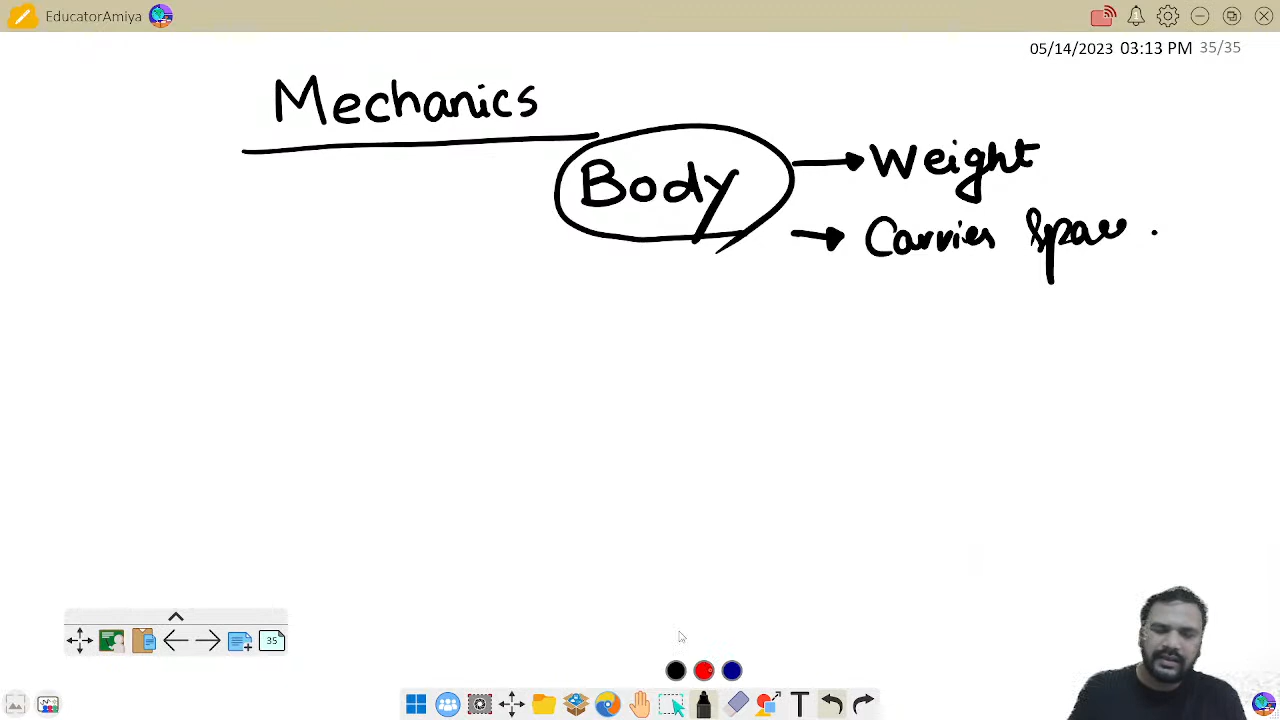 EducatorAmiya
05/14/2023 03:13 PM 35/35
Mechanics
Body → Weight
→ Carries Space .
35
T